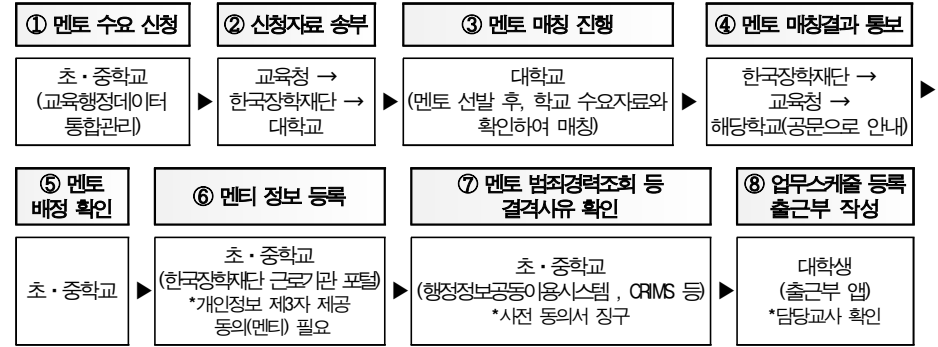 ① 멘토 수요 신청
② 신청자료 송부
③ 멘토 매칭 진행
④ 멘토 매칭결과 통보
초・중학교
(교육행정데이터
통합관리)
▶
교육청 →
한국장학재단 →
대학교
▶
대학교
(멘토 선발 후, 학교 수요자료와
확인하여 매칭)
▶
한국장학재단 →
교육청 →
해당학교(공문으로 안내)
▶
⑤ 멘토
배정 확인
⑥ 멘티 정보 등록
⑦ 멘토 범죄경력조회 등
결격사유 확인
⑧ 업무스케줄 등록
출근부 작성
초・중학교
▶
초・중학교
(한국장학재단 근로기관 포털)
*개인정보 제3자 제공
동의(멘티) 필요
▶
초・중학교
(행정정보공동이용시스템 , CRIMS 등)
*사전 동의서 징구
▶
대학생
(출근부 앱)
*담당교사 확인